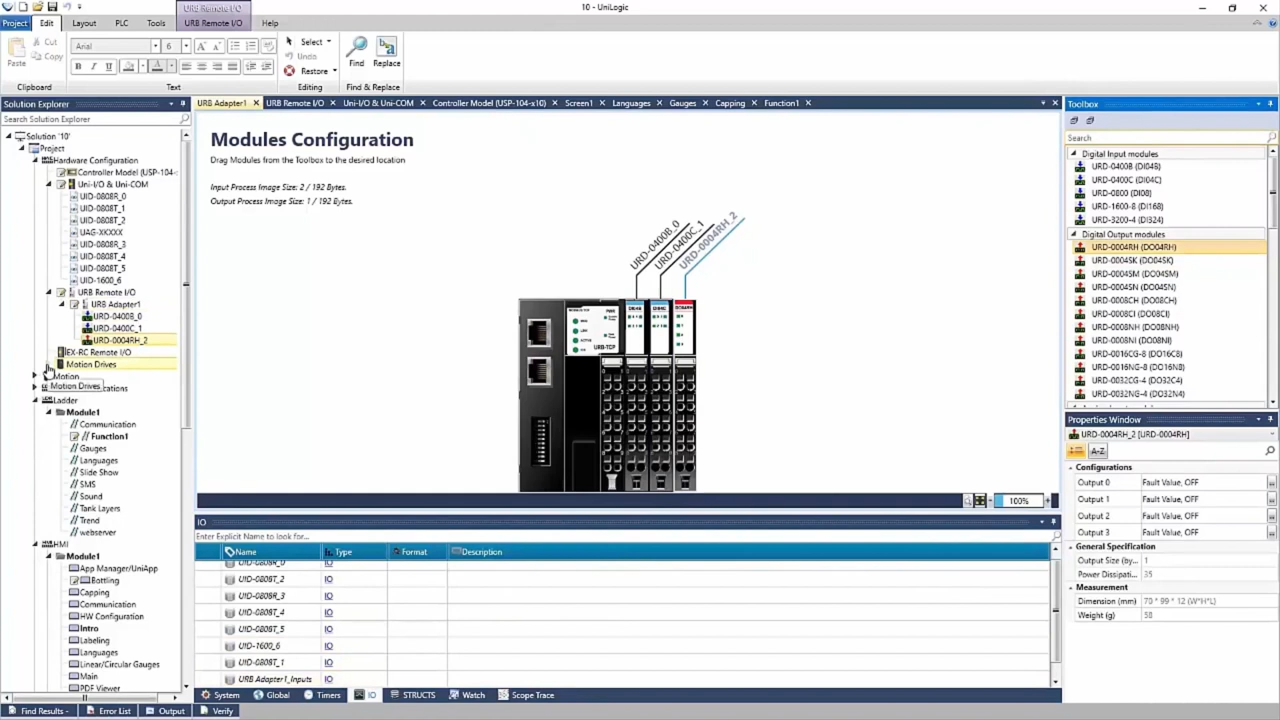 10 - UniLogic
URB Remote I/O
Project
Edit
Layout
PLC
Tools
URB Remote I/O
Help
Paste
Cut
Copy
Clipboard
Arial
6
Text
Select
Undo
Restore
Editing
Find
Replace
Find & Replace
Solution Explorer
Search Solution Explorer
Solution '10'
Project
Hardware Configuration
Controller Model (USP-104-
Uni-I/O & Uni-COM
UID-0808R_0
UID-0808T_1
UID-0808T_2
UAG-XKXXX
UID-0808R_3
UID-0808T_4
UID-0808T_5
UID-1600_6
URB Remote I/O
URB Adapter1
URD-0400B_0
URD-0400C_1
URD-0004RH_2
EX-RC Remote I/O
Motion Drives
Motion
Motion Drives
Ladder
Module1
Communication
Function1
Gauges
Languages
Slide Show
SMS
Sound
Tank Layers
Trend
webserver
HMI
Module1
App Manager/UniApp
Bottling
Capping
Communication
HW Configuration
Intro
Labeling
Languages
Linear/Circular Gauges
Main
PDF Viewer
URB Adapter1
URB Remote I/O
Uni-I/O & Uni-COM
Controller Model (USP-104-x10)
Screen1
Languages
Gauges
Capping
Function1
Modules Configuration
Drag Modules from the Toolbox to the desired location
Input Process Image Size: 2 / 192 Bytes.
Output Process Image Size: 1 / 192 Bytes.
URD-0400B_0
URD-0400C_1
URD-0004RH_2
URB-TCP
100%
IO
Enter Explicit Name to look for...
Name
Type
Format
Description
UID-0808R_0 IO
UID-0808T_2 IO
UID-0808R_3 IO
UID-0808T_4 IO
UID-0808T_5 IO
UID-1600_6 IO
UID-0808T_1 IO
URB Adapter1_Inputs IO
System
Global
Timers
IO
STRUCTS
Watch
Scope Trace
Toolbox
Search
Digital Input modules
URD-0400B (DI04B)
URD-0400C (DI04C)
URD-0800 (DI08)
URD-1600-8 (DI168)
URD-3200-4 (DI324)
Digital Output modules
URD-0004RH (DO04RH)
URD-0004SK (DO04SK)
URD-0004SM (DO04SM)
URD-0004SN (DO04SN)
URD-0008CH (DO08CH)
URD-0008CI (DO08CI)
URD-0008NH (DO08NH)
URD-0008NI (DO08NI)
URD-0016CG-8 (DO16C8)
URD-0016NG-8 (DO16N8)
URD-0032CG-4 (DO32C4)
URD-0032NG-4 (DO32N4)
Properties Window
URD-0004RH_2 [URD-0004RH]
A-Z
Configurations
Output 0 Fault Value, OFF
Output 1 Fault Value, OFF
Output 2 Fault Value, OFF
Output 3 Fault Value, OFF
General Specification
Output Size (by... 1
Power Dissipati... 35
Measurement
Dimension (mm) 70 * 99 * 12 (W*H*L)
Weight (g) 58
Find Results -
Error List
Output
Verify